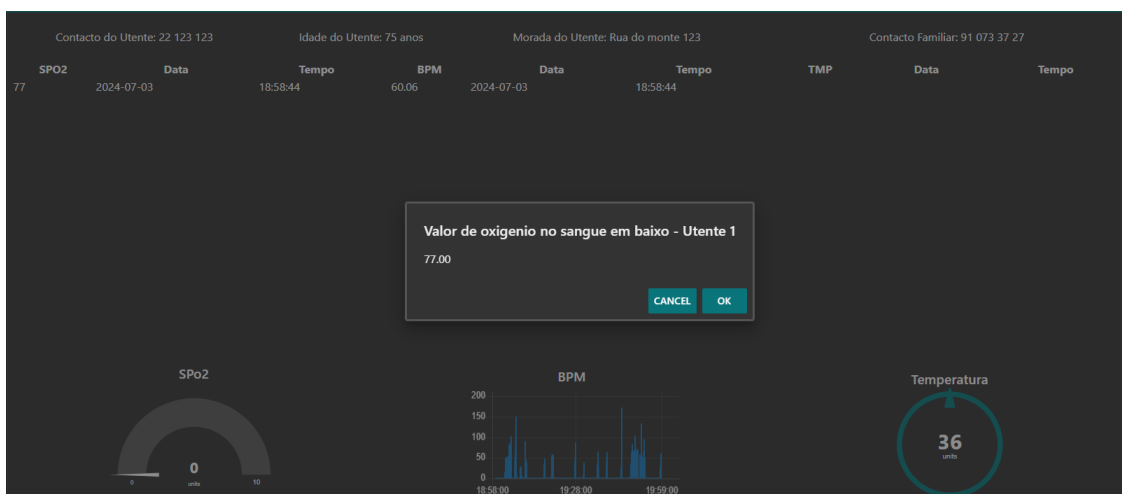 Contacto do Utente: 22 123 123 Idade do Utente: 75 anos Morada do Utente: Rua do monte 123 Contacto Familiar: 91 073 37 27
SPO2 Data Tempo BPM Data Tempo TMP Data Tempo
77 2024-07-03 18:58:44 60.06 2024-07-03 18:58:44
Valor de oxigenio no sangue em baixo - Utente 1
77.00
CANCEL OK
SPo2
0
units
0 10
BPM
200
150
100
50
0
18:58:00 19:28:00 19:59:00
Temperatura
36
units